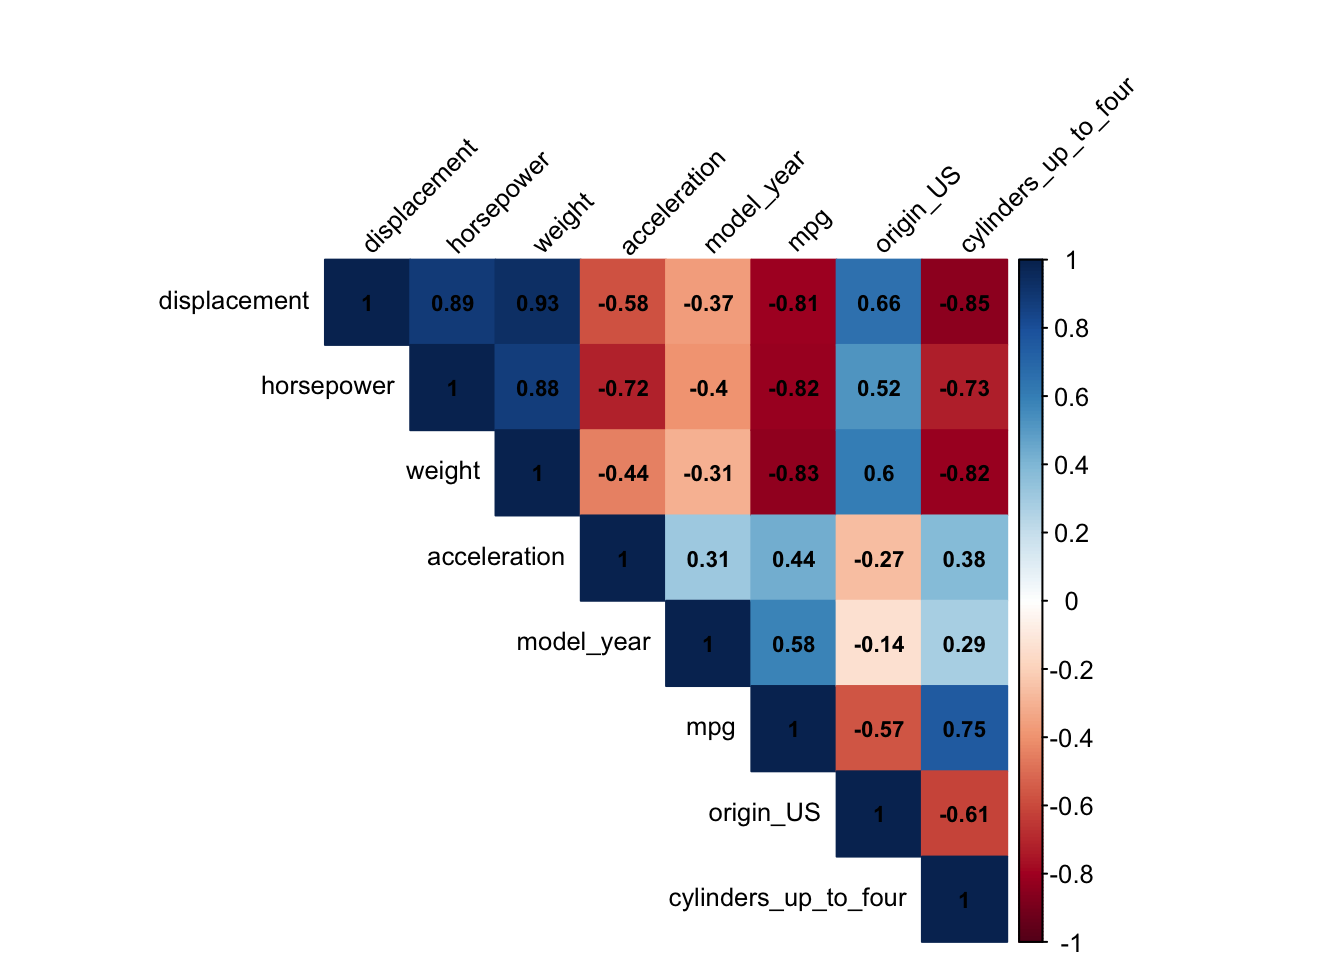 displacement horsepower weight acceleration model_year mpg origin_US cylinders_up_to_four
displacement 1 0.89 0.93 -0.58 -0.37 -0.81 0.66 -0.85
horsepower 1 0.88 -0.72 -0.4 -0.82 0.52 -0.73
weight 1 -0.44 -0.31 -0.83 0.6 -0.82
acceleration 1 0.31 0.44 -0.27 0.38
model_year 1 0.58 -0.14 0.29
mpg 1 -0.57 0.75
origin_US 1 -0.61
cylinders_up_to_four 1
1
0.8
0.6
0.4
0.2
0
-0.2
-0.4
-0.6
-0.8
-1